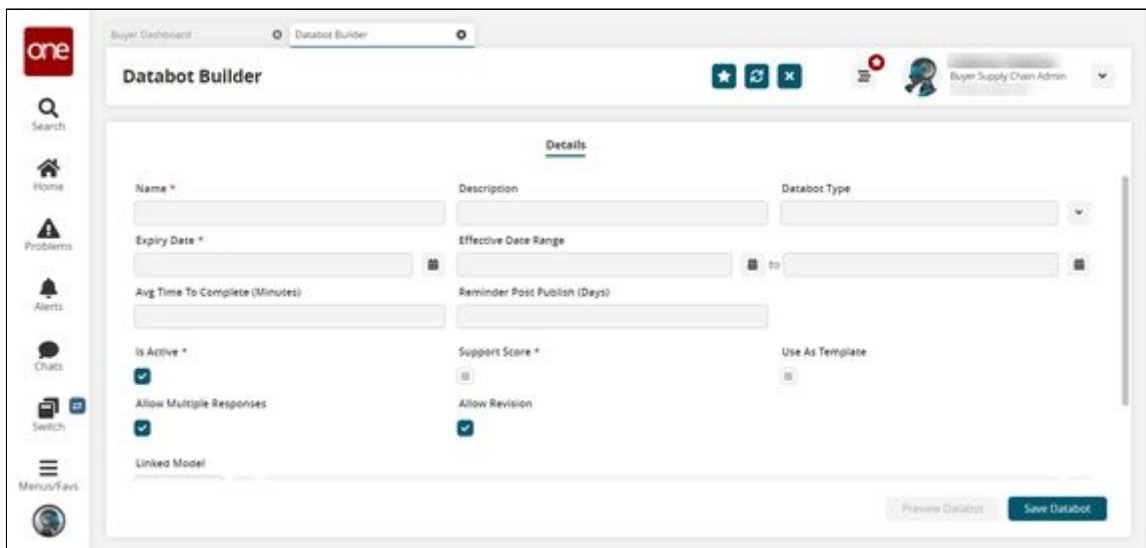 one
Buyer Dashboard
Databot Builder
Databot Builder
Buyer Supply Chain Admin
Search
Home
Problems
Alerts
Chats
Switch
Menus/Favs
Details
Name *
Description
Databot Type
Expiry Date *
Effective Date Range
to
Avg Time To Complete (Minutes)
Reminder Post Publish (Days)
Is Active *
Support Score *
Use As Template
Allow Multiple Responses
Allow Revision
Linked Model
Preview Databot
Save Databot